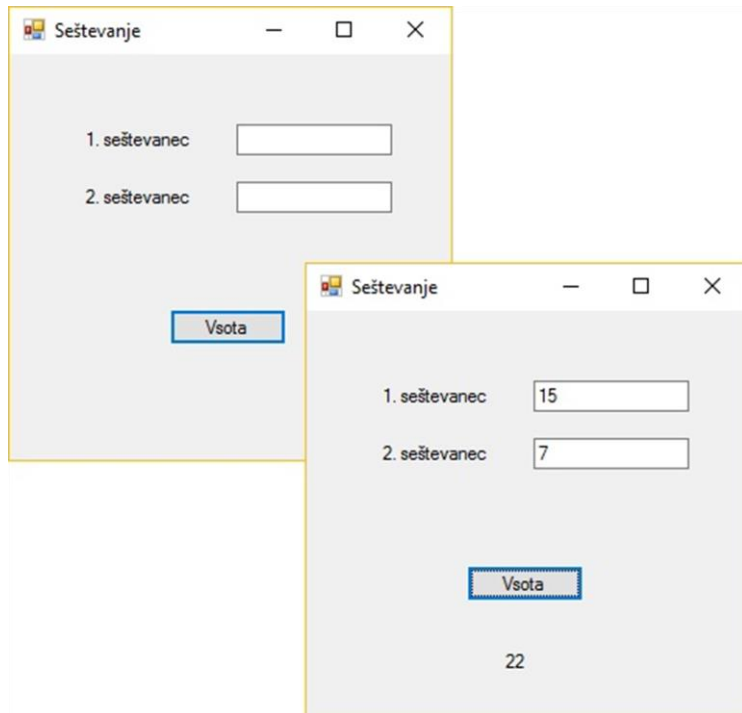 Seštevanje
1. seštevanec
2. seštevanec
Vsota
Seštevanje
1. seštevanec 15
2. seštevanec 7
Vsota
22